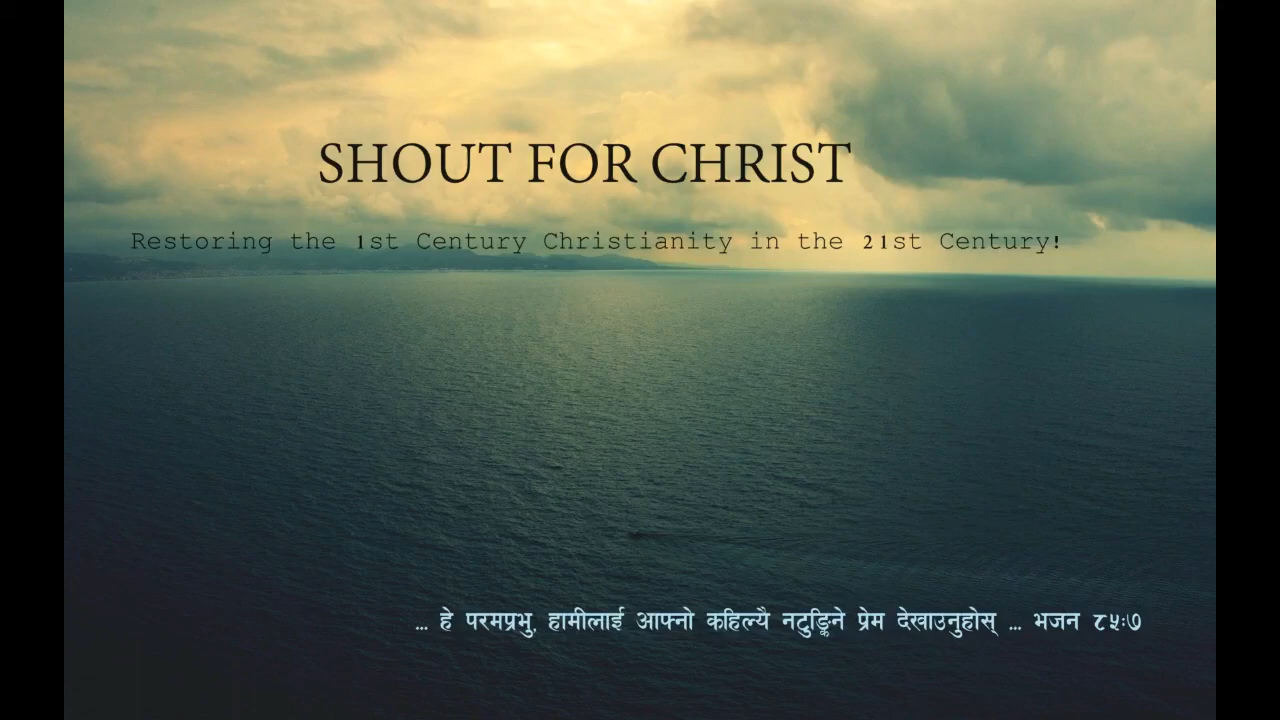 SHOUT FOR CHRIST
Restoring the 1st Century Christianity in the 21st Century!
... हे परमप्रभु, हामीलाई आफ्नो कहिल्यै नटुङ्गिने प्रेम देखाउनुहोस् ... भजन ८५:७